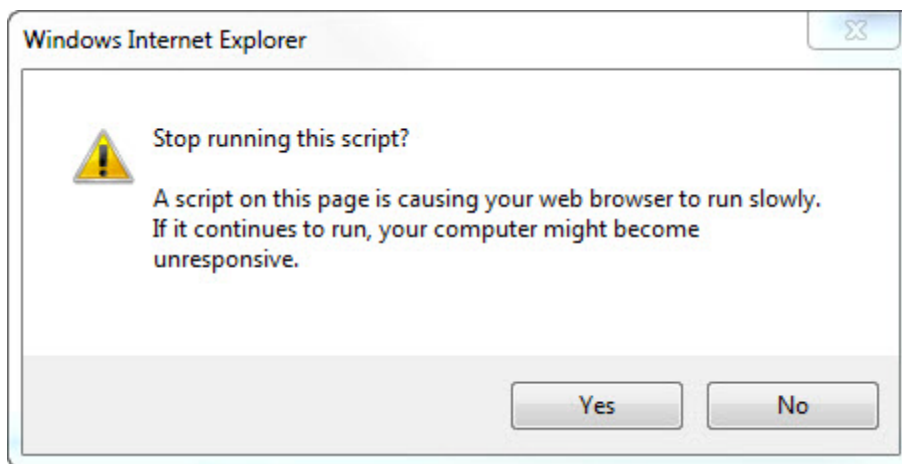 Windows Internet Explorer
Stop running this script?
A script on this page is causing your web browser to run slowly.
If it continues to run, your computer might become
unresponsive.
Yes No